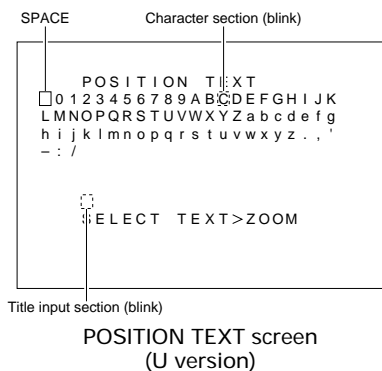 SPACE
Character section (blink)
POSITION TEXT
0123456789ABCDEFGHIJK
LMNOPQRSTUVWXYZabcdefg
hijklmnopqrstuvwxyz.,'
–:/
SELECT TEXT>ZOOM
Title input section (blink)
POSITION TEXT screen
(U version)